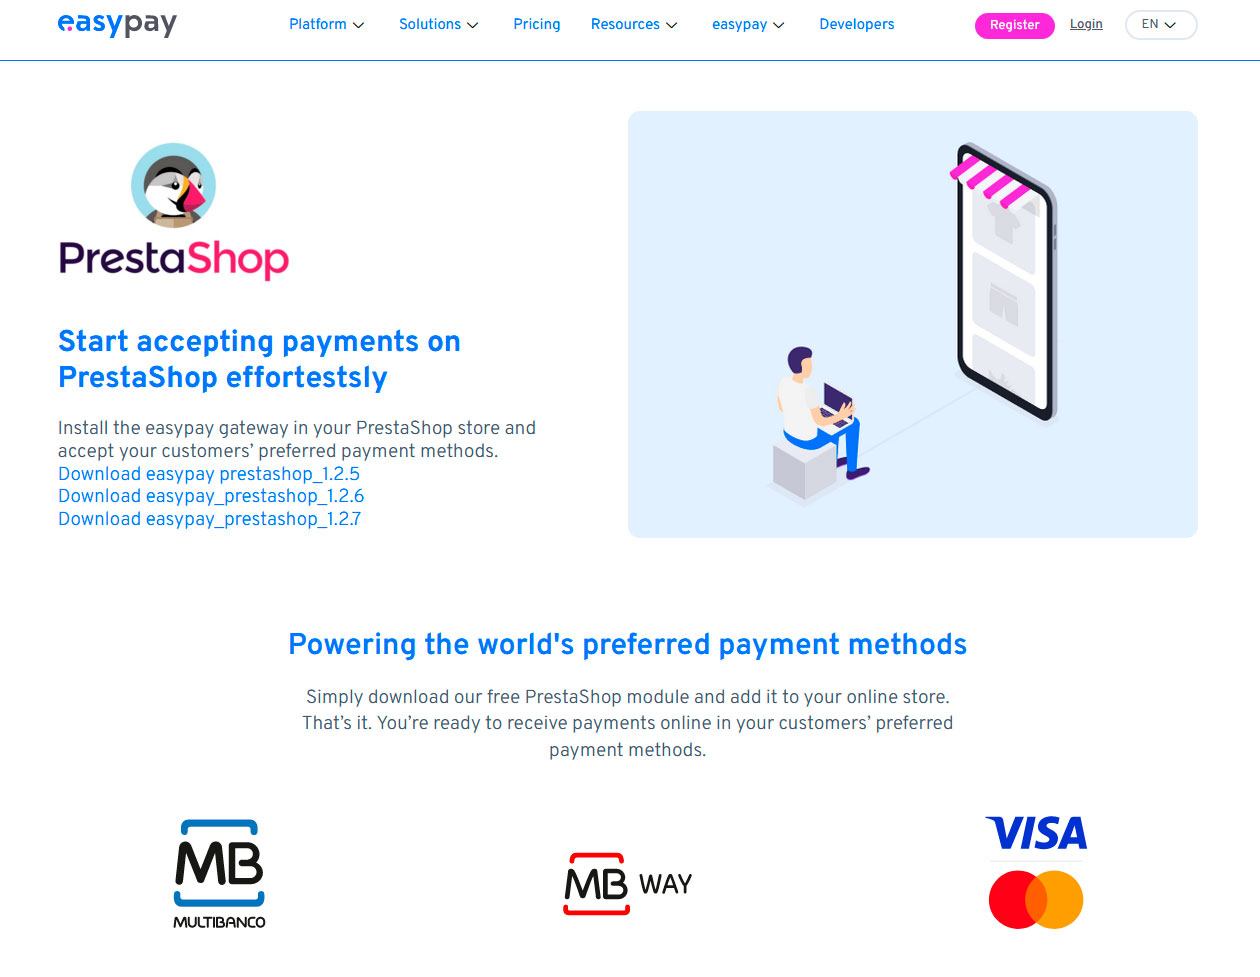 easypay
Platform Solutions Pricing Resources easypay Developers Register Login EN
PrestaShop
Start accepting payments on
PrestaShop effortestsly
Install the easypay gateway in your PrestaShop store and
accept your customers’ preferred payment methods.
Download easypay prestashop_1.2.5
Download easypay_prestashop_1.2.6
Download easypay_prestashop_1.2.7
Powering the world's preferred payment methods
Simply download our free PrestaShop module and add it to your online store.
That’s it. You’re ready to receive payments online in your customers’ preferred
payment methods.
MB
MULTIBANCO
MB WAY
VISA